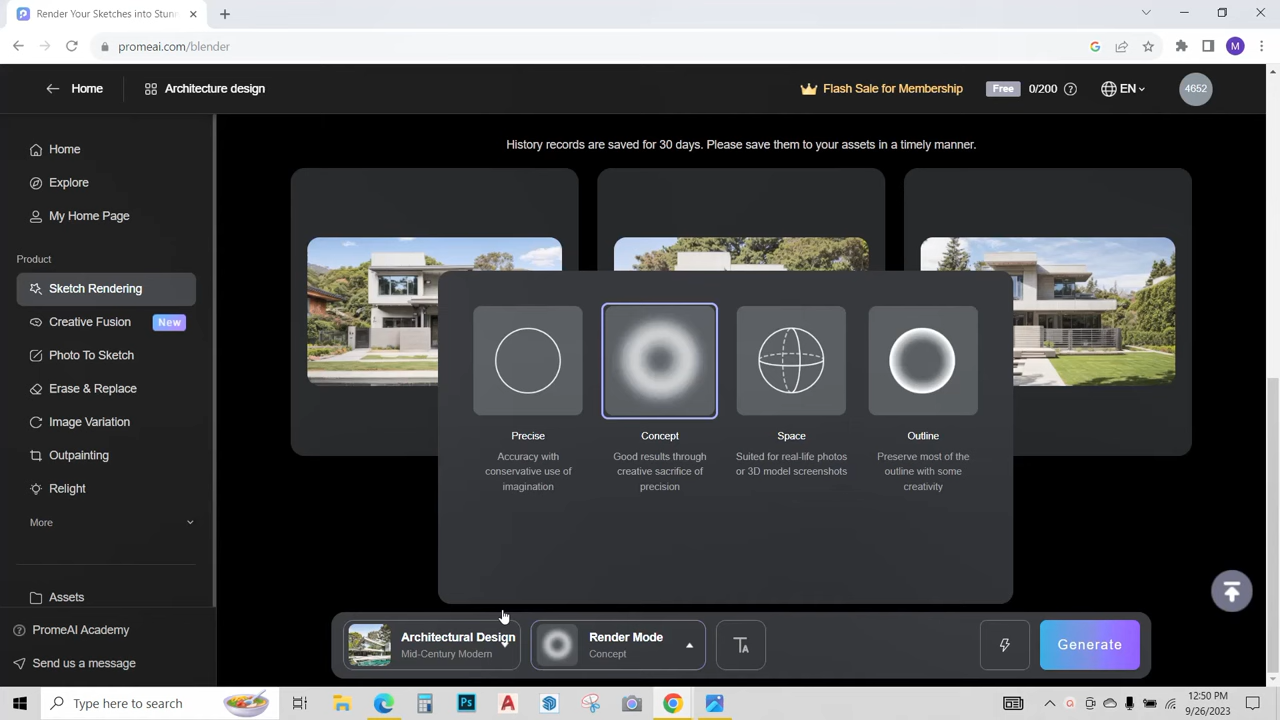 Render Your Sketches into Stun
promeai.com/blender
M
Home
Architecture design
Flash Sale for Membership
Free
0/200
?
EN
4652
Home
Explore
My Home Page
Product
Sketch Rendering
Creative Fusion
New
Photo To Sketch
Erase & Replace
Image Variation
Outpainting
Relight
More
Assets
PromeAI Academy
Send us a message
History records are saved for 30 days. Please save them to your assets in a timely manner.
Precise
Accuracy with
conservative use of
imagination
Concept
Good results through
creative sacrifice of
precision
Space
Suited for real-life photos
or 3D model screenshots
Outline
Preserve most of the
outline with some
creativity
Architectural Design
Mid-Century Modern
Render Mode
Concept
Generate
Type here to search
Ps
A
12:50 PM
9/26/2023